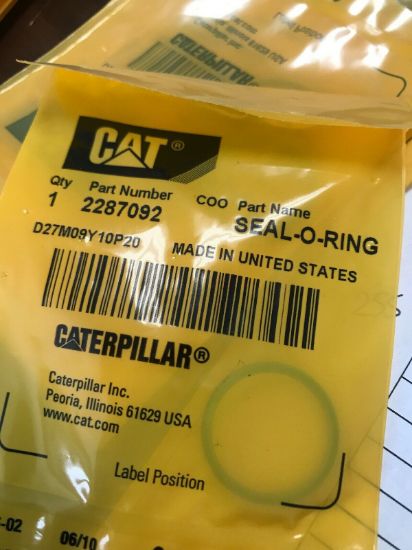 CAT®
Qty Part Number COO Part Name
1 2287092 SEAL-O-RING
D27M09Y10P20 MADE IN UNITED STATES
CATERPILLAR®
Caterpillar Inc.
Peoria, Illinois 61629 USA
www.cat.com
Label Position
-02 06/10